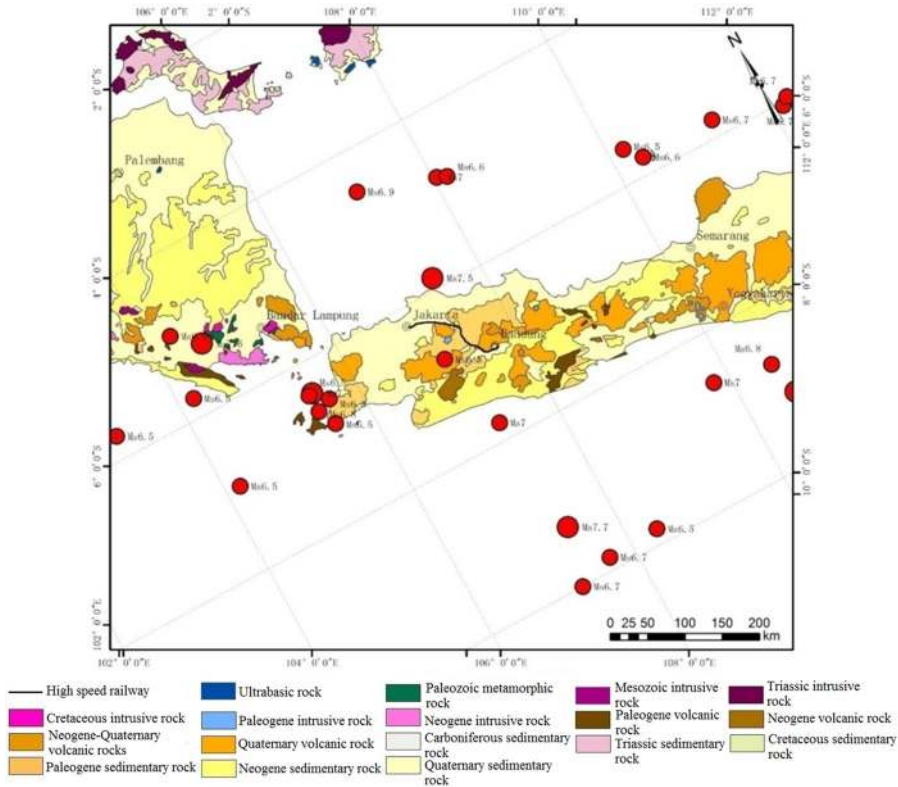 106° 0′0″E
2° 0′0″S
108° 0′0″E
110° 0′0″E
112° 0′0″E
N
Ms6.7
Ms6.7
Ms6.5
Ms6.6
Palembang
Ms6.6
Ms6.9
Semarang
Ms7.5
Jakarta
Bandar Lampung
Bandung
Ms6.8
Ms6.5
Ms7
Ms6.5
Ms7
Ms6.5
Ms6.5
Ms7.7
Ms6.5
Ms6.7
Ms6.7
0 25 50 100 150 200
km
102° 0′0″E
104° 0′0″E
106° 0′0″E
108° 0′0″E
High speed railway
Ultrabasic rock
Paleozoic metamorphic
rock
Mesozoic intrusive
rock
Triassic intrusive
rock
Cretaceous intrusive rock
Paleogene intrusive rock
Neogene intrusive rock
Paleogene volcanic
rock
Neogene volcanic
rock
Neogene-Quaternary
volcanic rocks
Quaternary volcanic rock
Carboniferous sedimentary
rock
Triassic sedimentary
rock
Cretaceous sedimentary
rock
Paleogene sedimentary rock
Neogene sedimentary rock
Quaternary sedimentary
rock